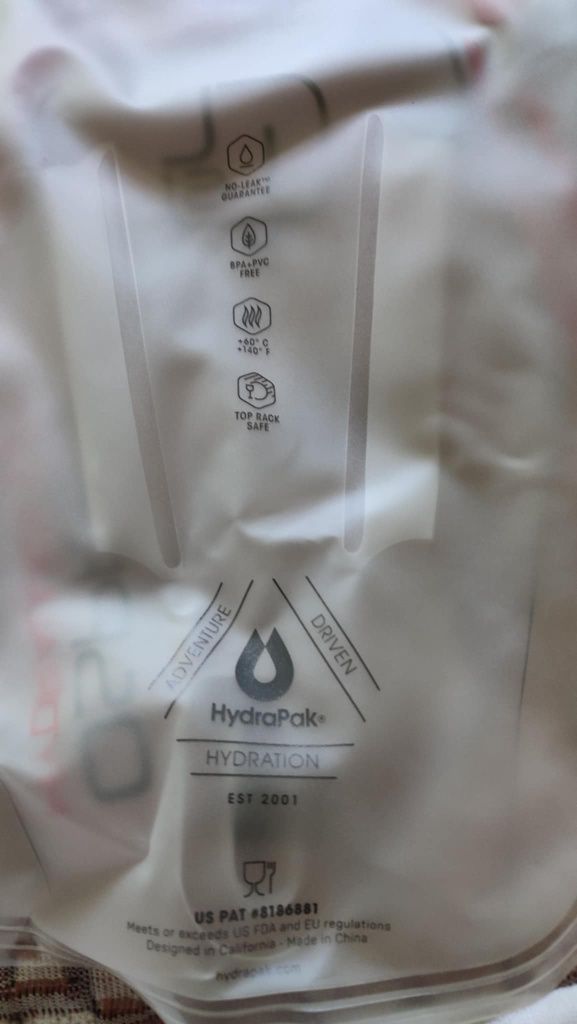 NO-LEAK™
GUARANTEE
BPA+PVC
FREE
+60° C
+140° F
TOP RACK
SAFE
ADVENTURE
DRIVEN
HydraPak®
HYDRATION
EST 2001
US PAT #8186881
Meets or exceeds US FDA and EU regulations
Designed in California - Made in China
hydrapak.com